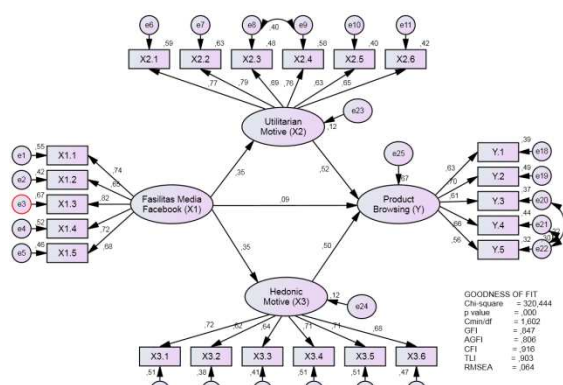 e6 e7 e8 ,40 e9 e10 e11
,59 ,63 ,48 ,58 ,40 ,42
X2.1 X2.2 X2.3 X2.4 X2.5 X2.6
,77 ,79 ,69 ,76 ,63 ,65
Utilitarian
Motive (X2)
,12 e23
e1 ,55 X1.1
e2 ,42 X1.2
e3 ,67 X1.3
e4 ,52 X1.4
e5 ,46 X1.5
,74
,65
,82
,72
,68
Fasilitas Media
Facebook (X1)
,35
,52
,09
,35
,50
e25
Product
Browsing (Y)
,63
,70
,61
,66
,56
Y.1 ,39 e18
Y.2 ,49 e19
Y.3 ,37 e20
Y.4 ,44 e21
Y.5 ,32 e22
Hedonic
Motive (X3)
,12 e24
,72 ,62 ,64 ,71 ,71 ,68
X3.1 X3.2 X3.3 X3.4 X3.5 X3.6
,51 ,38 ,41 ,51 ,51 ,47
GOODNESS OF FIT
Chi-square = 320,444
p value = ,000
Cmin/df = 1,602
GFI = ,847
AGFI = ,806
CFI = ,916
TLI = ,903
RMSEA = ,064